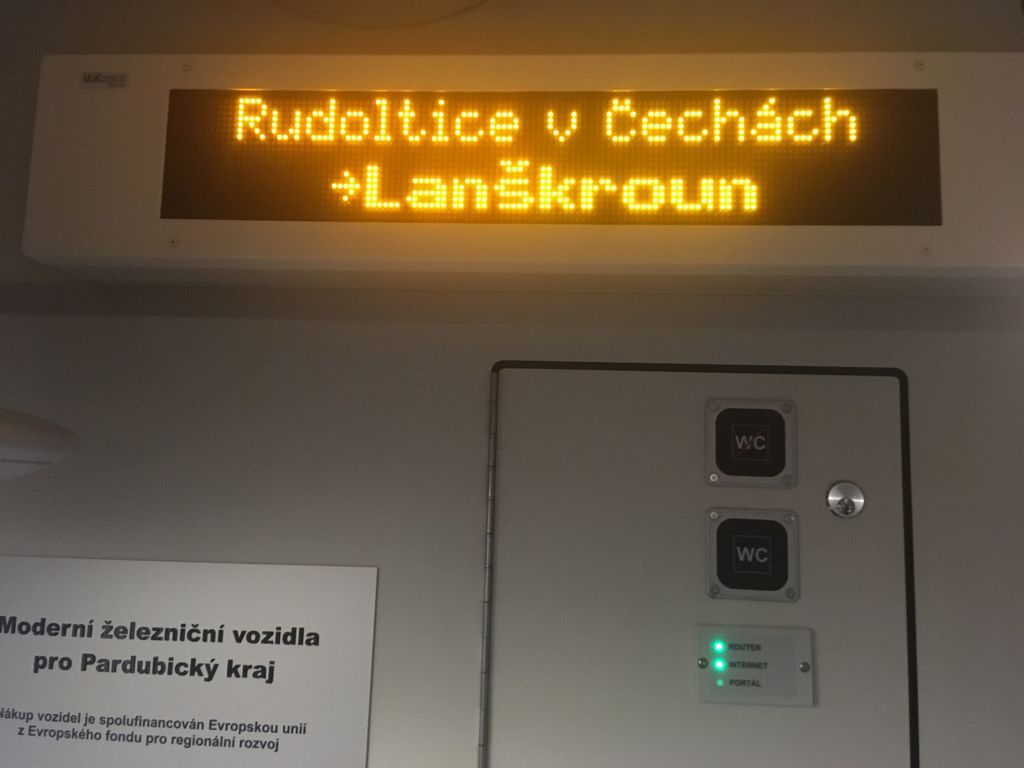 Rudoltice v Čechách
→Lanškroun
WC
WC
ROUTER
INTERNET
PORTÁL
Moderní železniční vozidla
pro Pardubický kraj
Nákup vozidel je spolufinancován Evropskou unií
z Evropského fondu pro regionální rozvoj